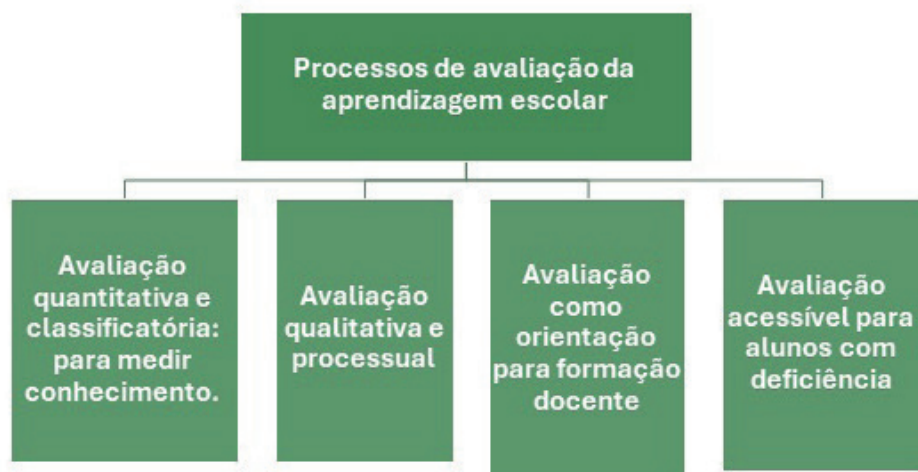 Processos de avaliação da
aprendizagem escolar
Avaliação
quantitativa e
classificatória:
para medir
conhecimento.
Avaliação
qualitativa e
processual
Avaliação
como
orientação
para formação
docente
Avaliação
acessível para
alunos com
deficiência